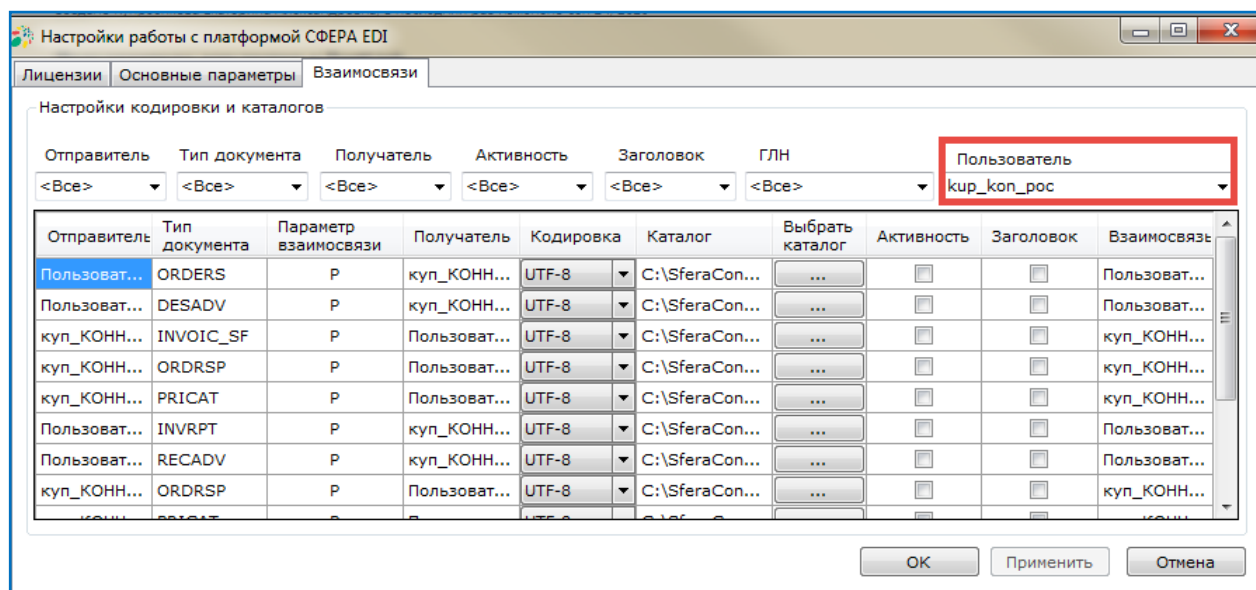 Настройки работы с платформой СФЕРА EDI
Лицензии Основные параметры Взаимосвязи
Настройки кодировки и каталогов
Отправитель Тип документа Получатель Активность Заголовок ГЛН Пользователь
<Все> <Все> <Все> <Все> <Все> <Все> kup_kon_poc
Отправитель Тип документа Параметр взаимосвязи Получатель Кодировка Каталог Выбрать каталог Активность Заголовок Взаимосвязь
Пользоват... ORDERS P куп_КОНН... UTF-8 C:\SferaCon... ... Пользоват...
Пользоват... DESADV P куп_КОНН... UTF-8 C:\SferaCon... ... Пользоват...
куп_КОНН... INVOIC_SF P Пользоват... UTF-8 C:\SferaCon... ... куп_КОНН...
куп_КОНН... ORDRSP P Пользоват... UTF-8 C:\SferaCon... ... куп_КОНН...
куп_КОНН... PRICAT P Пользоват... UTF-8 C:\SferaCon... ... куп_КОНН...
Пользоват... INVRPT P куп_КОНН... UTF-8 C:\SferaCon... ... Пользоват...
Пользоват... RECADV P куп_КОНН... UTF-8 C:\SferaCon... ... Пользоват...
куп_КОНН... ORDRSP P Пользоват... UTF-8 C:\SferaCon... ... куп_КОНН...
OK Применить Отмена